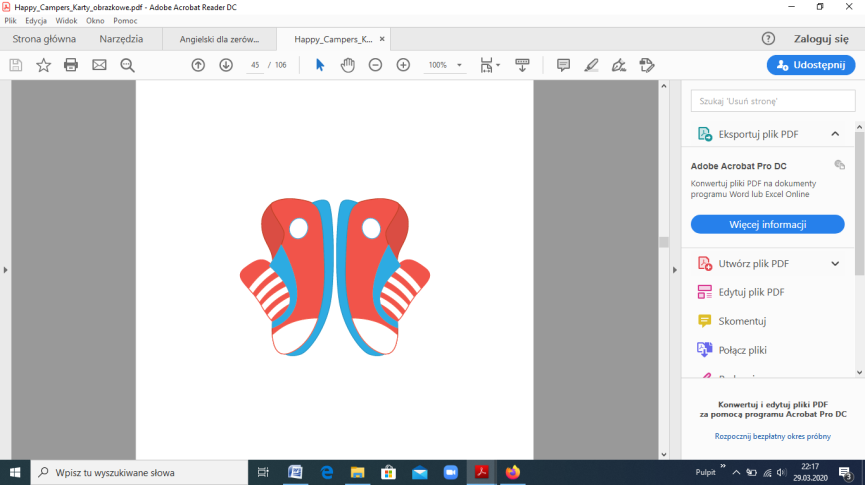 Happy_Campers_Karty_obrazkowe.pdf - Adobe Acrobat Reader DC
Plik Edycja Widok Okno Pomoc
Strona główna Narzędzia Angielski dla zerów... Happy_Campers_K... × Zaloguj się
45 / 106 100% Udostępnij
Szukaj 'Usuń stronę'
Eksportuj plik PDF
Adobe Acrobat Pro DC
Konwertuj pliki PDF na dokumenty
programu Word lub Excel Online
Więcej informacji
Utwórz plik PDF
Edytuj plik PDF
Skomentuj
Połącz pliki
Konwertuj i edytuj pliki PDF
za pomocą programu Acrobat Pro DC
Rozpocznij bezpłatny okres próbny
Wpisz tu wyszukiwane słowa
Pulpit » 22:17
29.03.2020
3